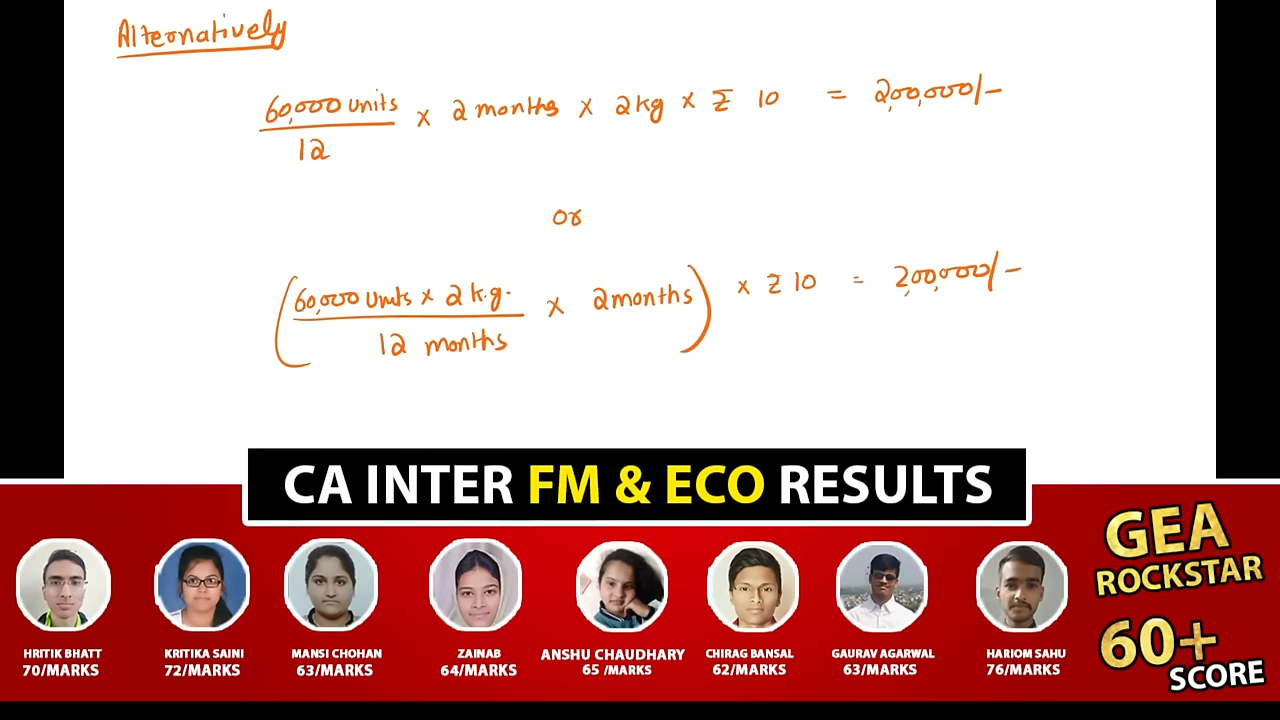 Alternatively
60,000 units
12
x 2 months x 2 kg x ₹ 10 = 2,00,000/-
or
(60,000 units x 2 k.g.
12 months
x 2 months) x ₹ 10 = 2,00,000/-
CA INTER FM & ECO RESULTS
GEA
ROCKSTAR
60+
SCORE
HRITIK BHATT
70/MARKS
KRITIKA SAINI
72/MARKS
MANSI CHOHAN
63/MARKS
ZAINAB
64/MARKS
ANSHU CHAUDHARY
65 /MARKS
CHIRAG BANSAL
62/MARKS
GAURAV AGARWAL
63/MARKS
HARIOM SAHU
76/MARKS